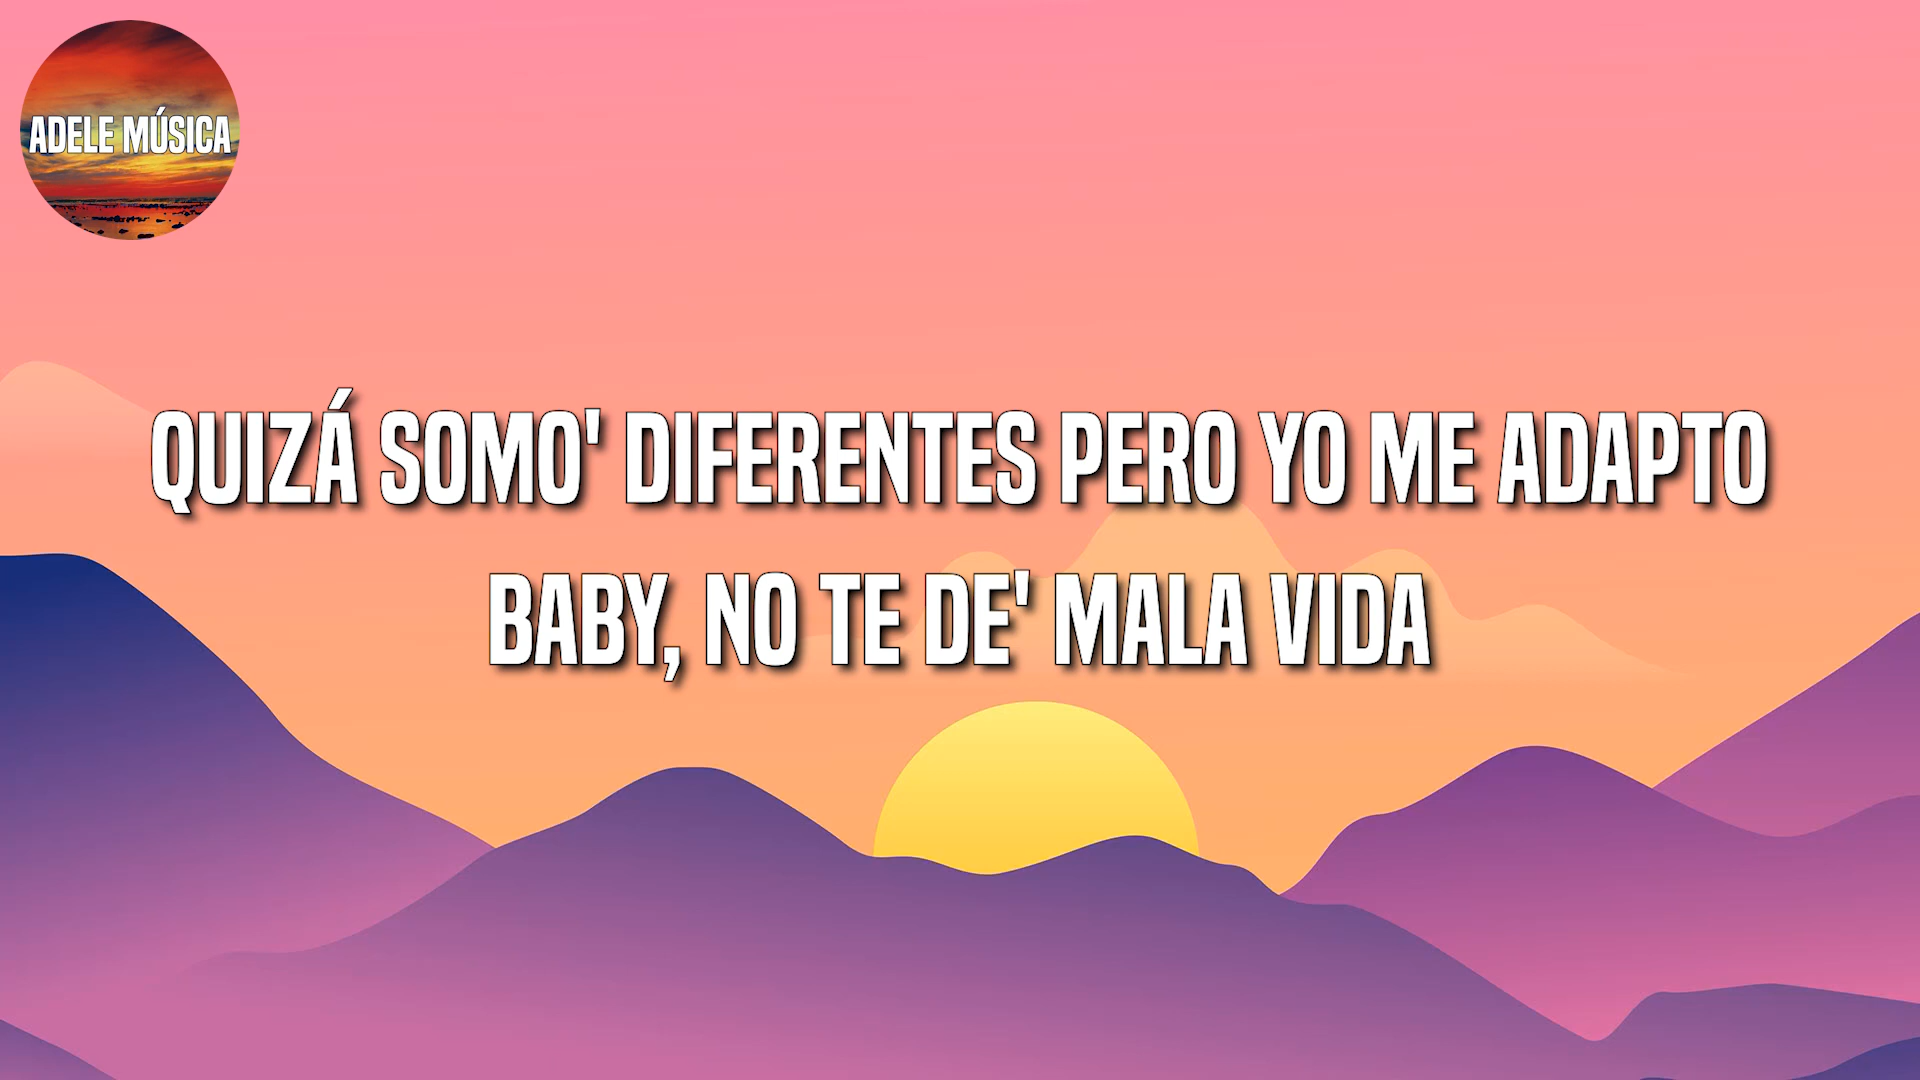 ADELE MÚSICA
QUIZÁ SOMO' DIFERENTES PERO YO ME ADAPTO
BABY, NO TE DE' MALA VIDA